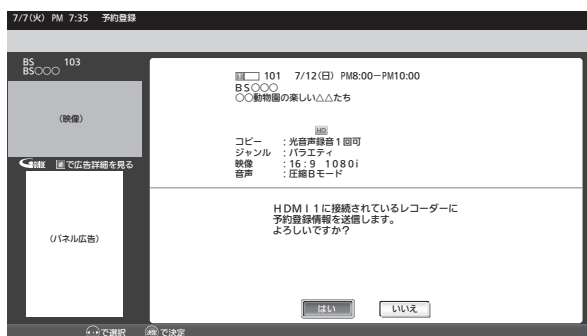 7/7(火) PM 7:35 予約登録
BS 103
BS○○○
(映像)
で広告詳細を見る
(パネル広告)
101 7/12(日) PM8:00−PM10:00
BS○○○
○○動物園の楽しい△△たち
HD
コピー :光音声録音1回可
ジャンル :バラエティ
映像 :16:9 1080i
音声 :圧縮Bモード
HDMI1に接続されているレコーダーに
予約登録情報を送信します。
よろしいですか?
はい いいえ
で選択 で決定